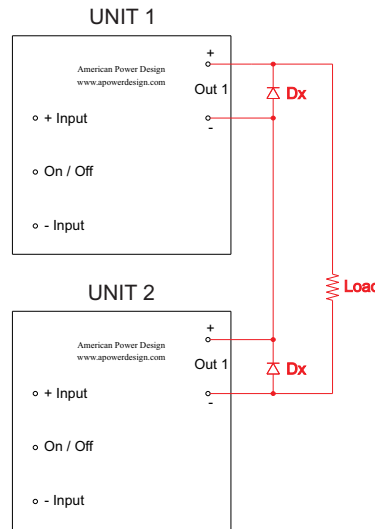 UNIT 1
+
American Power Design
www.apowerdesign.com
Out 1
Dx
-
+ Input
On / Off
- Input
Load
UNIT 2
+
American Power Design
www.apowerdesign.com
Out 1
Dx
-
+ Input
On / Off
- Input